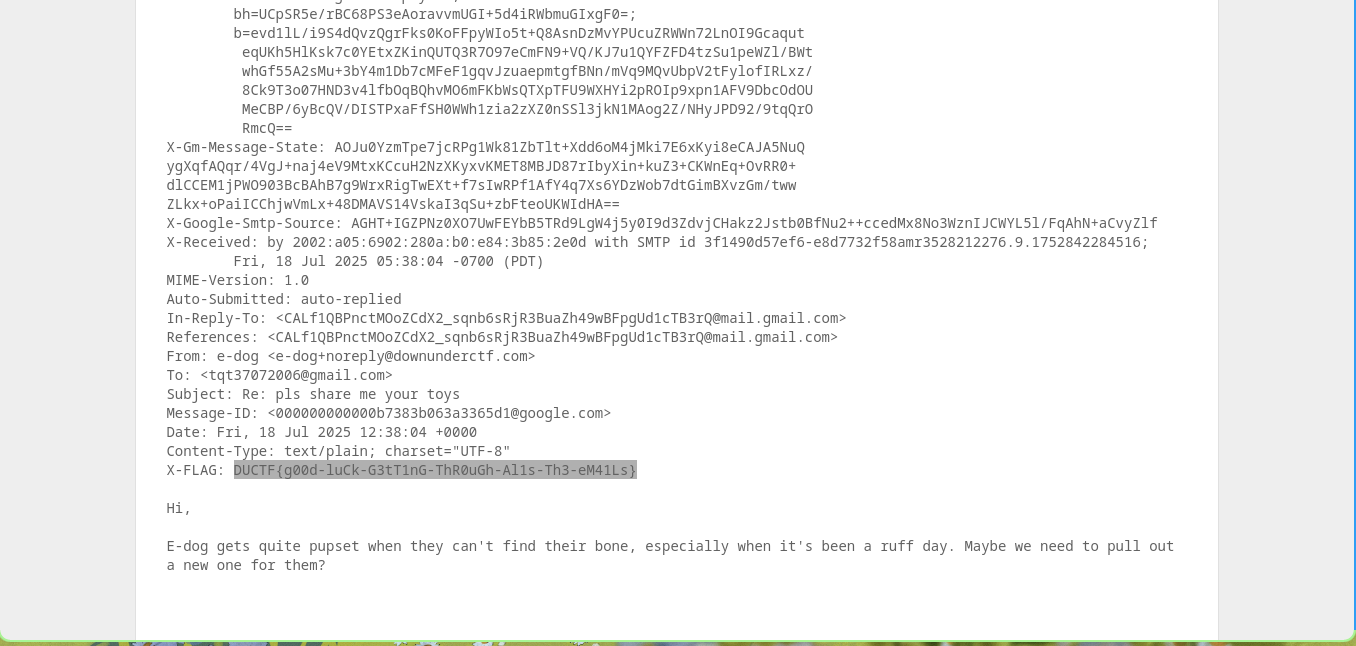 bh=UCpSR5e/rBC68PS3eAoravvmUGI+5d4iRWbmuGIxgF0=;
b=evd1lL/i9S4dQvzQgrFks0KoFFpyWIo5t+Q8AsnDzMvYPUcuZRWWn72LnOI9Gcaqut
eqUKh5HlKsk7c0YEtxZKinQUTQ3R7O97eCmFN9+VQ/KJ7u1QYFZFD4tzSu1peWZl/BWt
whGf55A2sMu+3bY4m1Db7cMFeF1gqvJzuaepmtgfBNn/mVq9MQvUbpV2tFylofIRLxz/
8Ck9T3o07HND3v4lfbOqBQhvMO6mFKbWsQTXpTFU9WXHYi2pROIp9xpn1AFV9DbcOdOU
MeCBP/6yBcQV/DISTPxaFfSH0WWh1zia2zXZ0nSSl3jkN1MAog2Z/NHyJPD92/9tqQrO
RmcQ==
X-Gm-Message-State: AOJu0YzmTpe7jcRPg1Wk81ZbTlt+Xdd6oM4jMki7E6xKyi8eCAJA5NuQ
ygXqfAQqr/4VgJ+naj4eV9MtxKCcuH2NzXKyxvKMET8MBJD87rIbyXin+kuZ3+CKWnEq+OvRR0+
dlCCEM1jPWO903BcBAhB7g9WrxRigTwEXt+f7sIwRPf1AfY4q7Xs6YDzWob7dtGimBXvzGm/tww
ZLkx+oPaiICChjwVmLx+48DMAVS14VskaI3qSu+zbFteoUKWIdHA==
X-Google-Smtp-Source: AGHT+IGZPNz0XO7UwFEYbB5TRd9LgW4j5y0I9d3ZdvjCHakz2Jstb0BfNu2++ccedMx8No3WznIJCWYL5l/FqAhN+aCvyZlf
X-Received: by 2002:a05:6902:280a:b0:e84:3b85:2e0d with SMTP id 3f1490d57ef6-e8d7732f58amr3528212276.9.1752842284516;
Fri, 18 Jul 2025 05:38:04 -0700 (PDT)
MIME-Version: 1.0
Auto-Submitted: auto-replied
In-Reply-To: <CALf1QBPnctMOoZCdX2_sqnb6sRjR3BuaZh49wBFpgUd1cTB3rQ@mail.gmail.com>
References: <CALf1QBPnctMOoZCdX2_sqnb6sRjR3BuaZh49wBFpgUd1cTB3rQ@mail.gmail.com>
From: e-dog <e-dog+noreply@downunderctf.com>
To: <tqt37072006@gmail.com>
Subject: Re: pls share me your toys
Message-ID: <000000000000b7383b063a3365d1@google.com>
Date: Fri, 18 Jul 2025 12:38:04 +0000
Content-Type: text/plain; charset="UTF-8"
X-FLAG: DUCTF{g00d-luCk-G3tT1nG-ThR0uGh-Al1s-Th3-eM41Ls}
Hi,
E-dog gets quite pupset when they can't find their bone, especially when it's been a ruff day. Maybe we need to pull out
a new one for them?